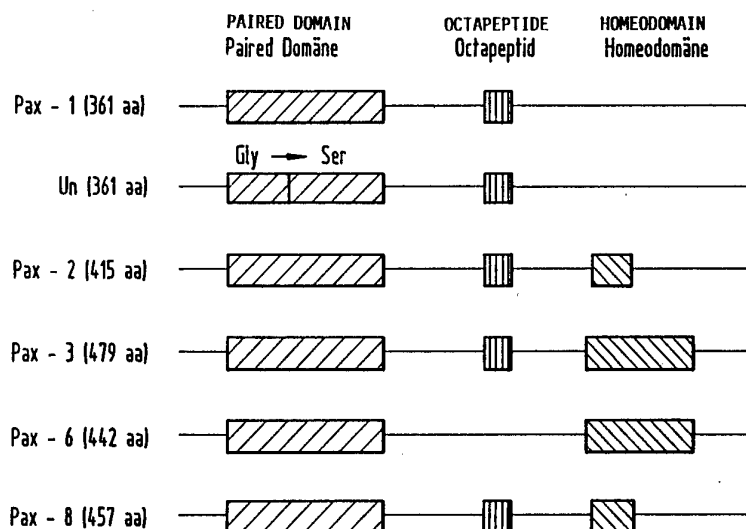 PAIRED DOMAIN OCTAPEPTIDE HOMEODOMAIN
Paired Domäne Octapeptid Homeodomäne
Pax - 1 (361 aa)
Gly → Ser
Un (361 aa)
Pax - 2 (415 aa)
Pax - 3 (479 aa)
Pax - 6 (442 aa)
Pax - 8 (457 aa)